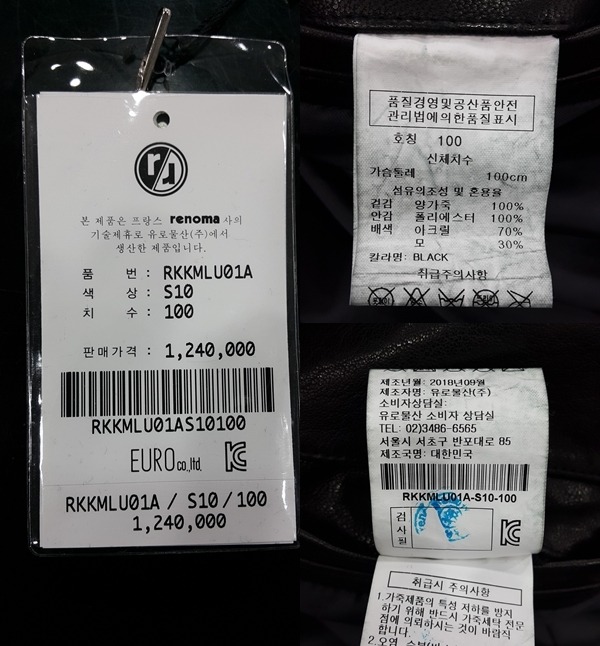 본 제품은 프랑스 renoma 사의
기술제휴로 유로물산(주)에서
생산한 제품입니다.
품 번 : RKKMLU01A
색 상 : S10
치 수 : 100
판매가격 : 1,240,000
RKKMLU01AS10100
EURO co.,ltd.
RKKMLU01A / S10 / 100
1,240,000
품질경영및공산품안전
관리법에의한품질표시
호칭 100
신체치수
가슴둘레 100cm
섬유의조성 및 혼용율
겉감 양가죽 100%
안감 폴리에스터 100%
배색 아크릴 70%
모 30%
칼라명: BLACK
취급주의사항
제조년월: 2018년09월
제조자명: 유로물산(주)
소비자상담실:
유로물산 소비자 상담실
TEL: 02)3486-6565
서울시 서초구 반포대로 85
제조국명: 대한민국
RKKMLU01A-S10-100
검사필
취급시 주의사항
1.가죽제품의 특성 저하를 방지
하기 위해 반드시 가죽세탁 전문
점에 의뢰하시는 것이 바람직
합니다.
2.오염,